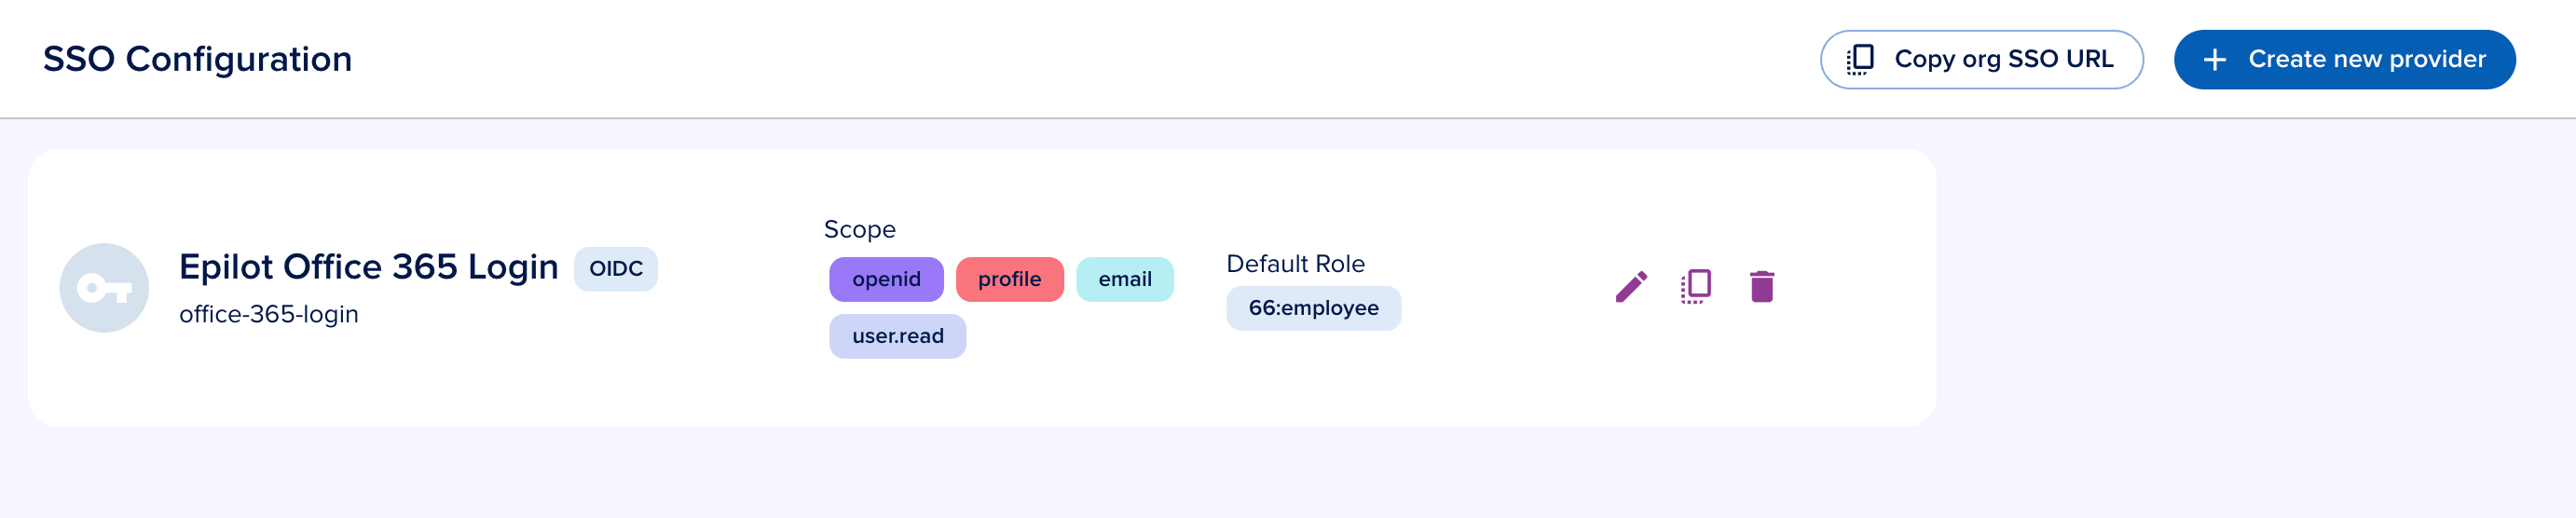 SSO Configuration
Copy org SSO URL
Create new provider
Epilot Office 365 Login OIDC
office-365-login
Scope
openid profile email
user.read
Default Role
66:employee